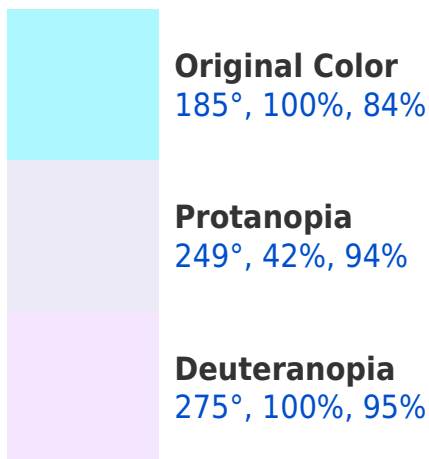 Original Color
185°, 100%, 84%
Protanopia
249°, 42%, 94%
Deuteranopia
275°, 100%, 95%